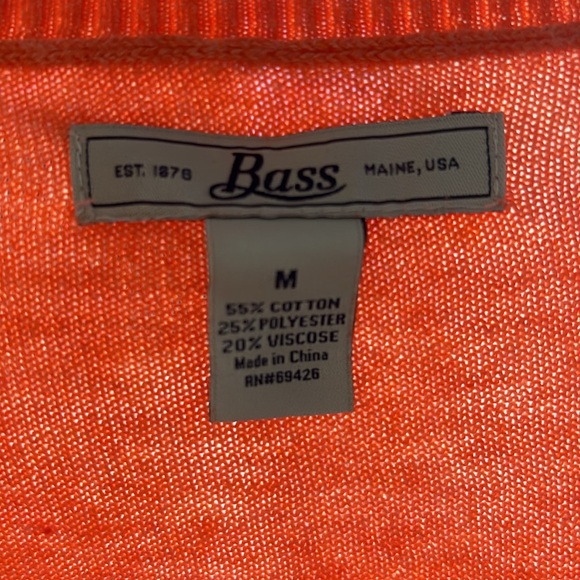 EST. 1876 Bass MAINE, USA
M
55% COTTON
25% POLYESTER
20% VISCOSE
Made in China
RN#69426